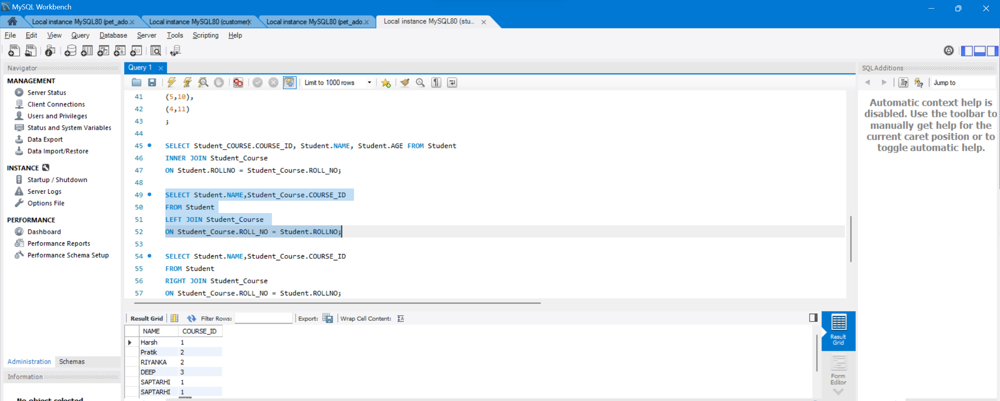 MySQL Workbench
Local instance MySQL80 (pet_ado.×
Local instance MySQL80 (customer×
Local instance MySQL80 (pet_ado.×
Local instance MySQL80 (stu... ×
File Edit View Query Database Server Tools Scripting Help
Navigator
MANAGEMENT
Server Status
Client Connections
Users and Privileges
Status and System Variables
Data Export
Data Import/Restore
INSTANCE
Startup / Shutdown
Server Logs
Options File
PERFORMANCE
Dashboard
Performance Reports
Performance Schema Setup
Administration Schemas
Information
No object selected
Query 1 ×
Limit to 1000 rows
41 (5,10),
42 (4,11)
43 ;
44
45 SELECT Student_COURSE.COURSE_ID, Student.NAME, Student.AGE FROM Student
46 INNER JOIN Student_Course
47 ON Student.ROLLNO = Student_Course.ROLL_NO;
48
49 SELECT Student.NAME,Student_Course.COURSE_ID
50 FROM Student
51 LEFT JOIN Student_Course
52 ON Student_Course.ROLL_NO = Student.ROLLNO;
53
54 SELECT Student.NAME,Student_Course.COURSE_ID
55 FROM Student
56 RIGHT JOIN Student_Course
57 ON Student_Course.ROLL_NO = Student.ROLLNO;
Result Grid Filter Rows: Export: Wrap Cell Content:
NAME COURSE_ID
Harsh 1
Pratik 2
RIYANKA 2
DEEP 3
SAPTARHI 1
SAPTARHI 1
Result
Grid
Form
Editor
SQLAdditions
Jump to
Automatic context help is
disabled. Use the toolbar to
manually get help for the
current caret position or to
toggle automatic help.